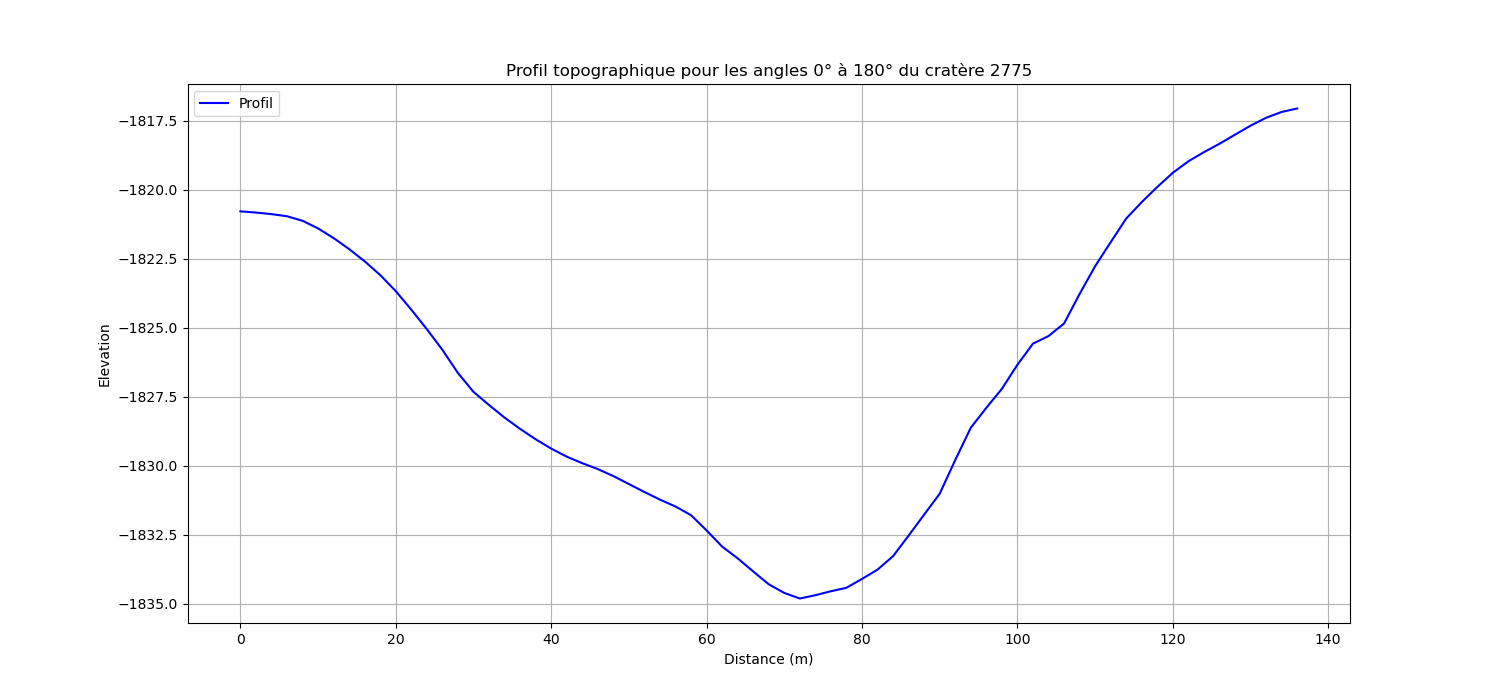 Profil topographique pour les angles 0° à 180° du cratère 2775
Profil
−1817.5
−1820.0
−1822.5
−1825.0
−1827.5
−1830.0
−1832.5
−1835.0
Elevation
0 20 40 60 80 100 120 140
Distance (m)